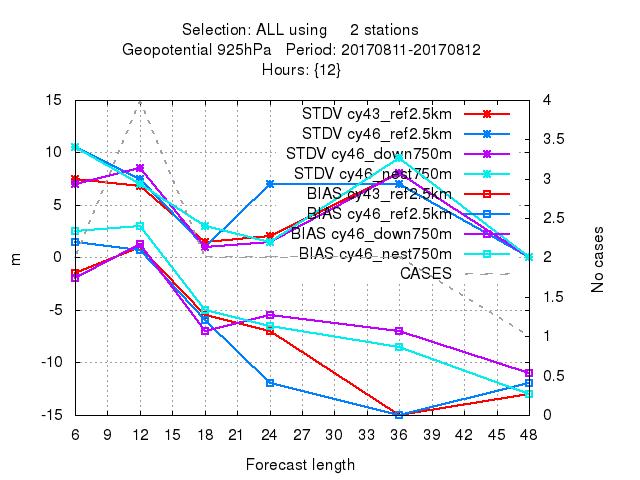 Selection: ALL using 2 stations
Geopotential 925hPa Period: 20170811-20170812
Hours: {12}
15 4
STDV cy43_ref2.5km
STDV cy46_ref2.5km
10 3.5
STDV cy46_down750m
STDV cy46_nest750m
5 3
BIAS cy43_ref2.5km
BIAS cy46_ref2.5km
2.5
BIAS cy46_down750m
BIAS cy46_nest750m
0 2
CASES
m
No cases
-5 1.5
1
-10 0.5
-15 0
6 9 12 15 18 21 24 27 30 33 36 39 42 45 48
Forecast length